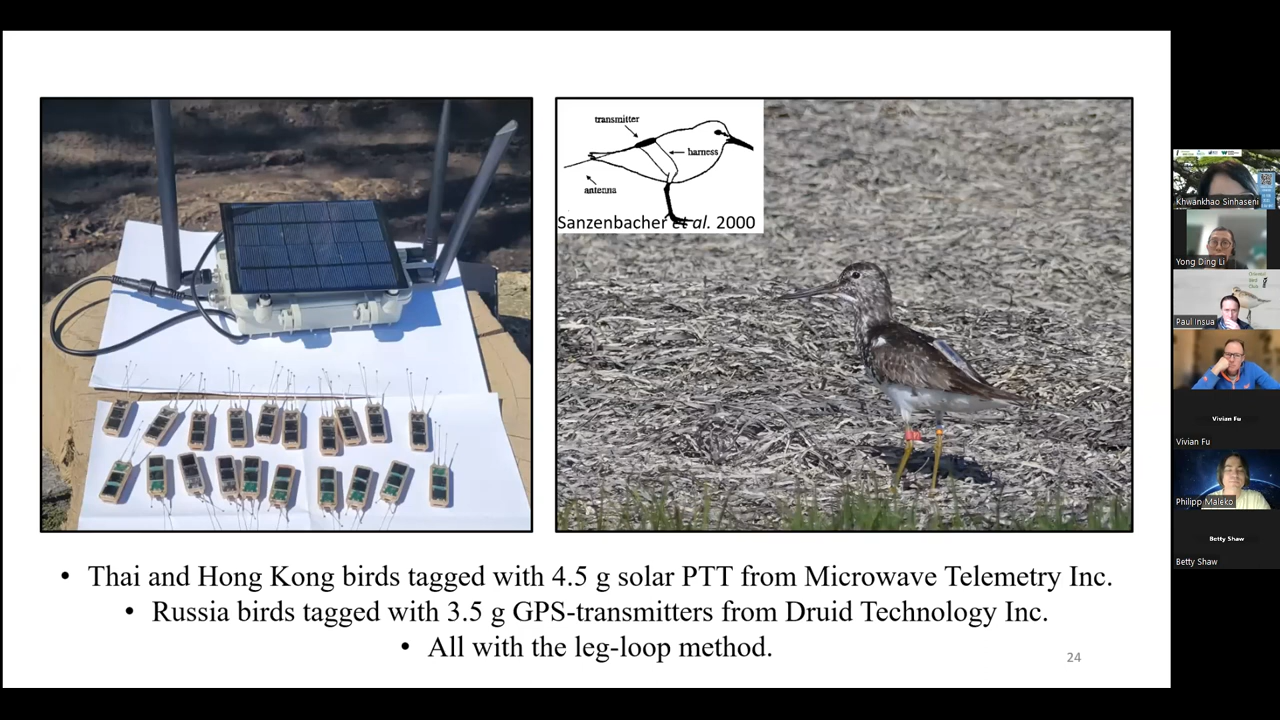 transmitter
harness
antenna
Sanzenbacher et al. 2000
• Thai and Hong Kong birds tagged with 4.5 g solar PTT from Microwave Telemetry Inc.
• Russia birds tagged with 3.5 g GPS-transmitters from Druid Technology Inc.
• All with the leg-loop method.
24
Khwankhao Sinhaseni
Yong Ding Li
Paul Insua
Vivian Fu
Vivian Fu
Philipp Maleko
Betty Shaw
Betty Shaw